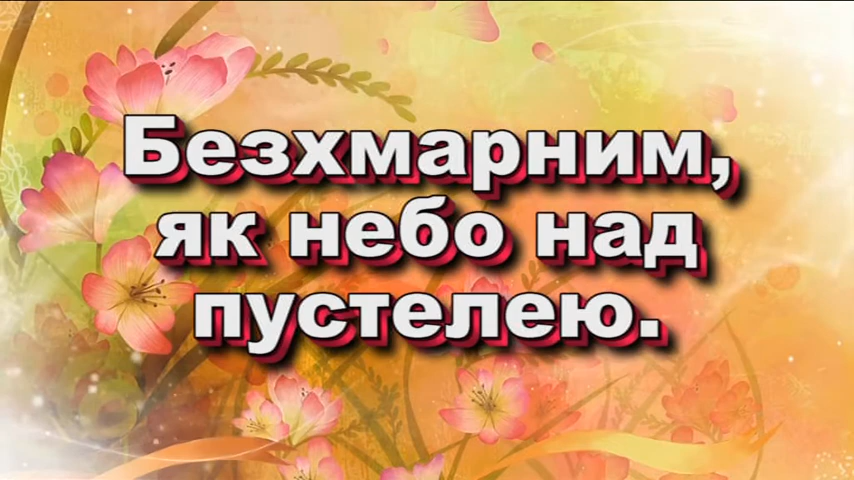 Безхмарним,
як небо над
пустелею.